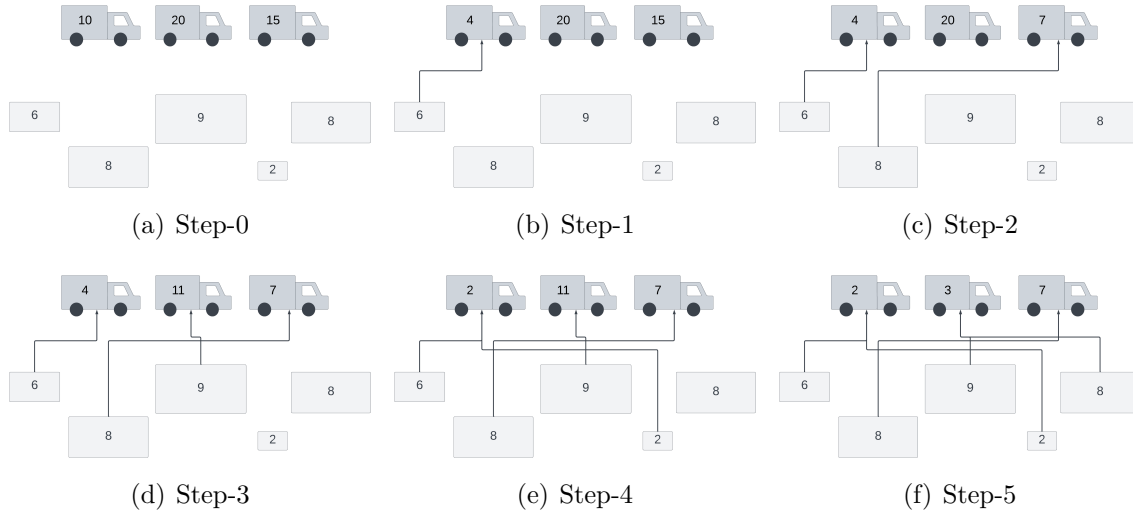 10 20 15
6 9 8
8 2
(a) Step-0
4 20 15
6 9 8
8 2
(b) Step-1
4 20 7
6 9 8
8 2
(c) Step-2
4 11 7
6 9 8
8 2
(d) Step-3
2 11 7
6 9 8
8 2
(e) Step-4
2 3 7
6 9 8
8 2
(f) Step-5